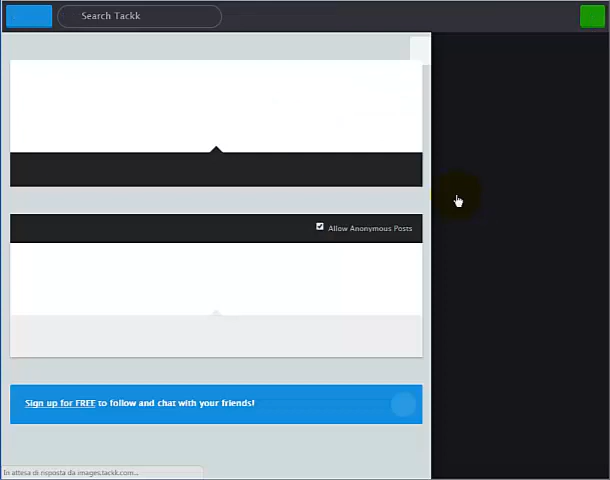 Search Tackk
Allow Anonymous Posts
Sign up for FREE to follow and chat with your friends!
In attesa di risposta da images.tackk.com...